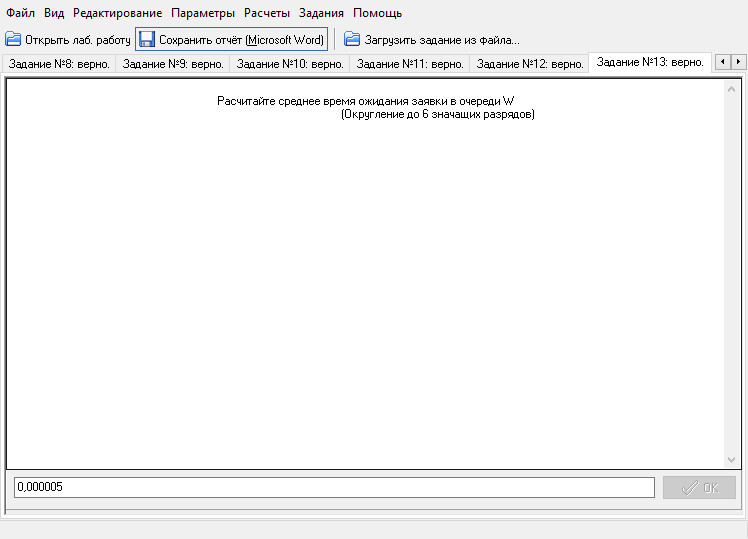 Файл Вид Редактирование Параметры Расчеты Задания Помощь
Открыть лаб. работу Сохранить отчёт (Microsoft Word) Загрузить задание из файла...
Задание №8: верно. Задание №9: верно. Задание №10: верно. Задание №11: верно. Задание №12: верно. Задание №13: верно.
Расчитайте среднее время ожидания заявки в очереди W
(Округление до 6 значащих разрядов)
0,000005 OK